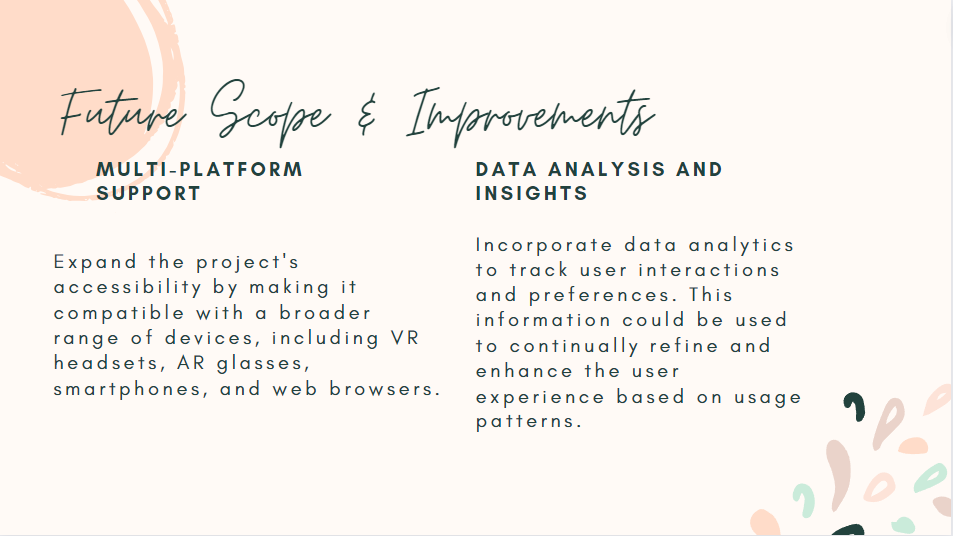 Future Scope & Improvements
MULTI-PLATFORM
SUPPORT
Expand the project's
accessibility by making it
compatible with a broader
range of devices, including VR
headsets, AR glasses,
smartphones, and web browsers.
DATA ANALYSIS AND
INSIGHTS
Incorporate data analytics
to track user interactions
and preferences. This
information could be used
to continually refine and
enhance the user
experience based on usage
patterns.